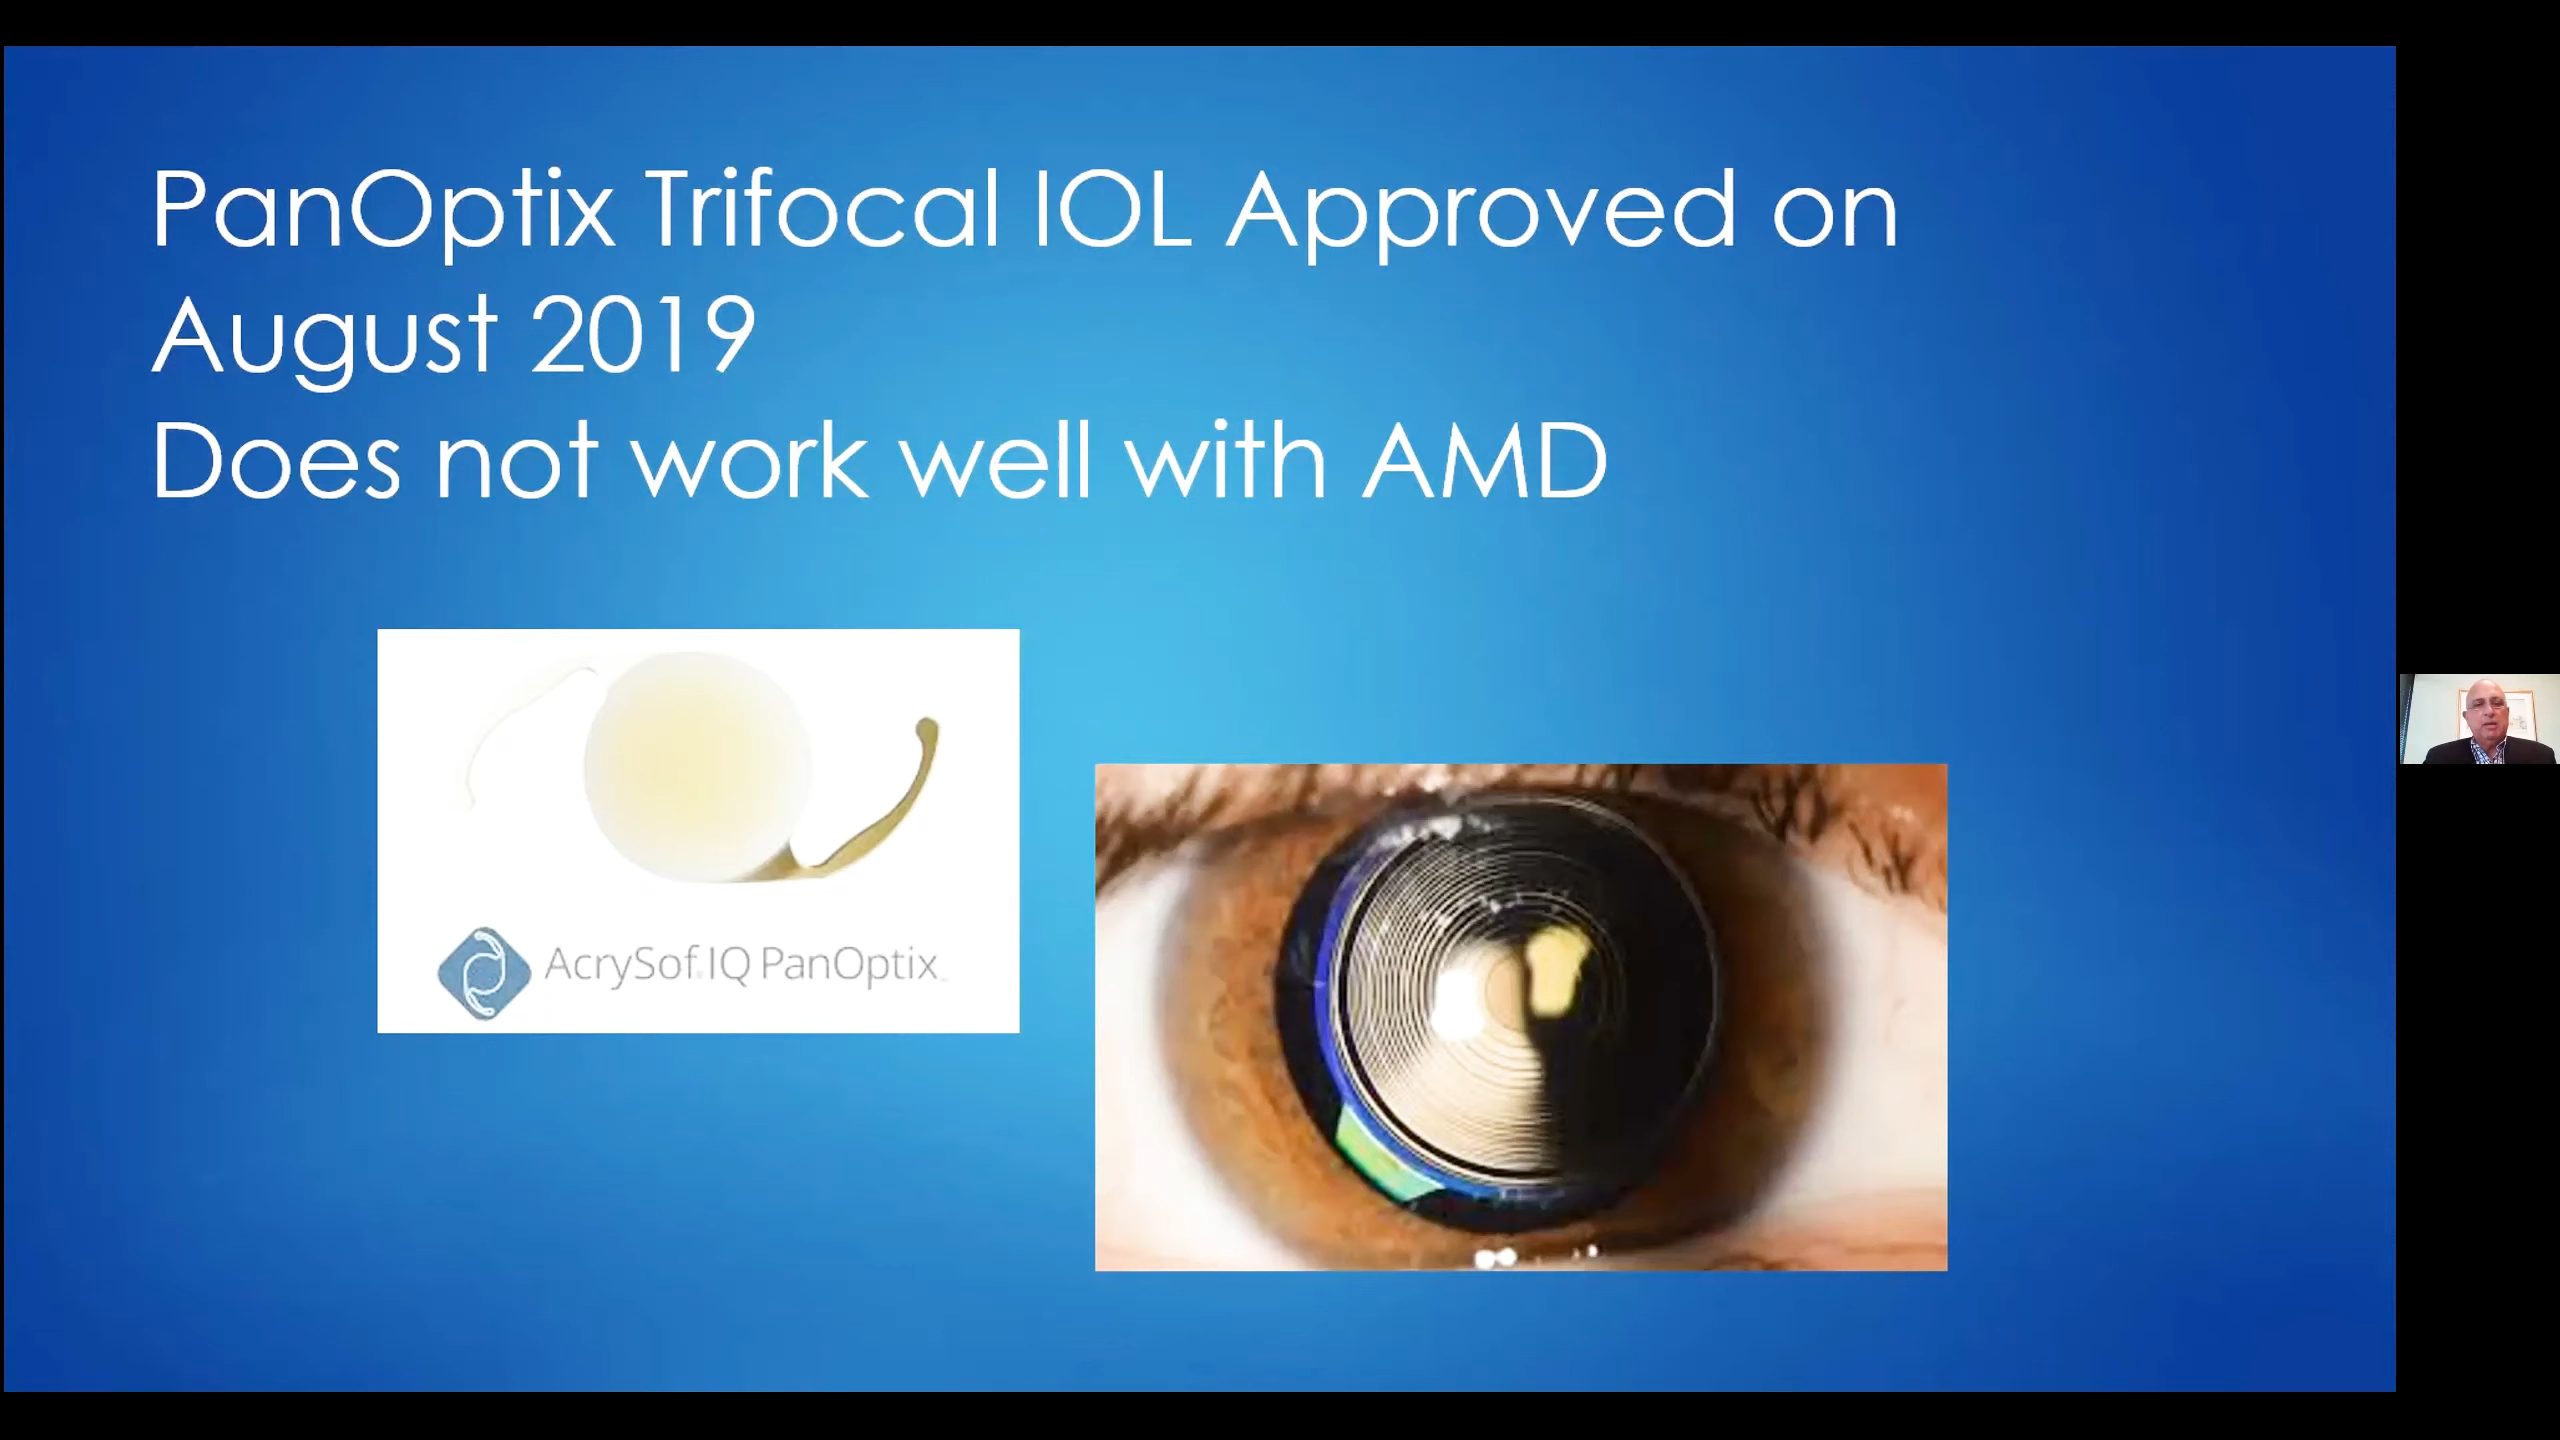 PanOptix Trifocal IOL Approved on
August 2019
Does not work well with AMD
AcrySof IQ PanOptix